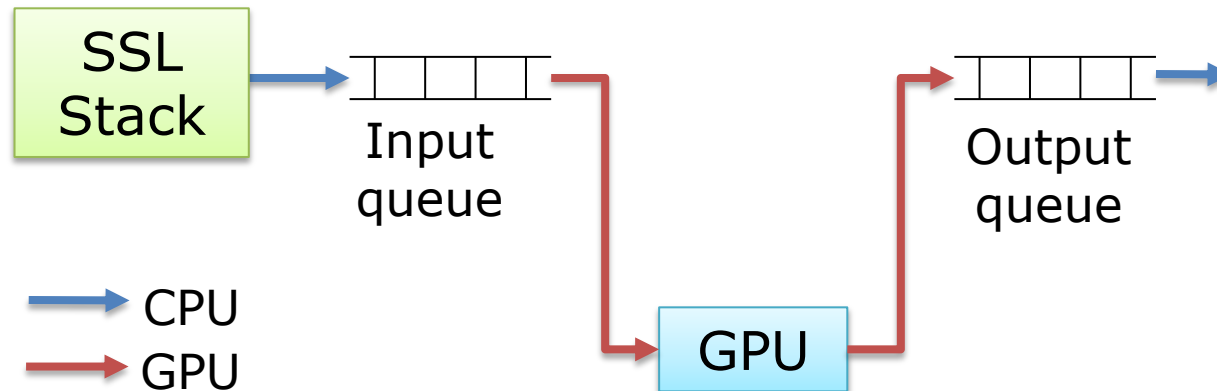 SSL
Stack
Input
queue
Output
queue
CPU
GPU
GPU